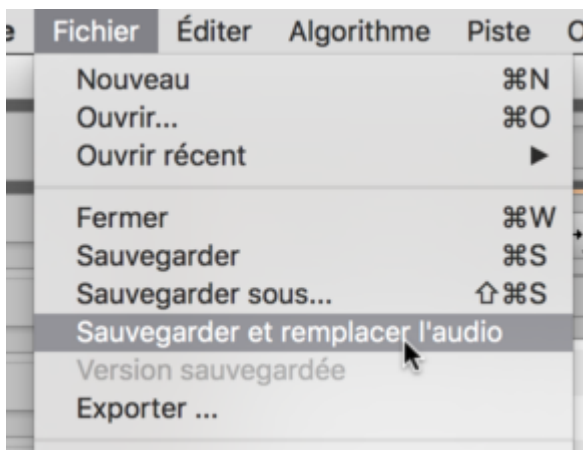 Fichier Éditer Algorithme Piste
Nouveau ⌘N
Ouvrir... ⌘O
Ouvrir récent ▶
Fermer ⌘W
Sauvegarder ⌘S
Sauvegarder sous... ⇧⌘S
Sauvegarder et remplacer l'audio
Version sauvegardée
Exporter ...